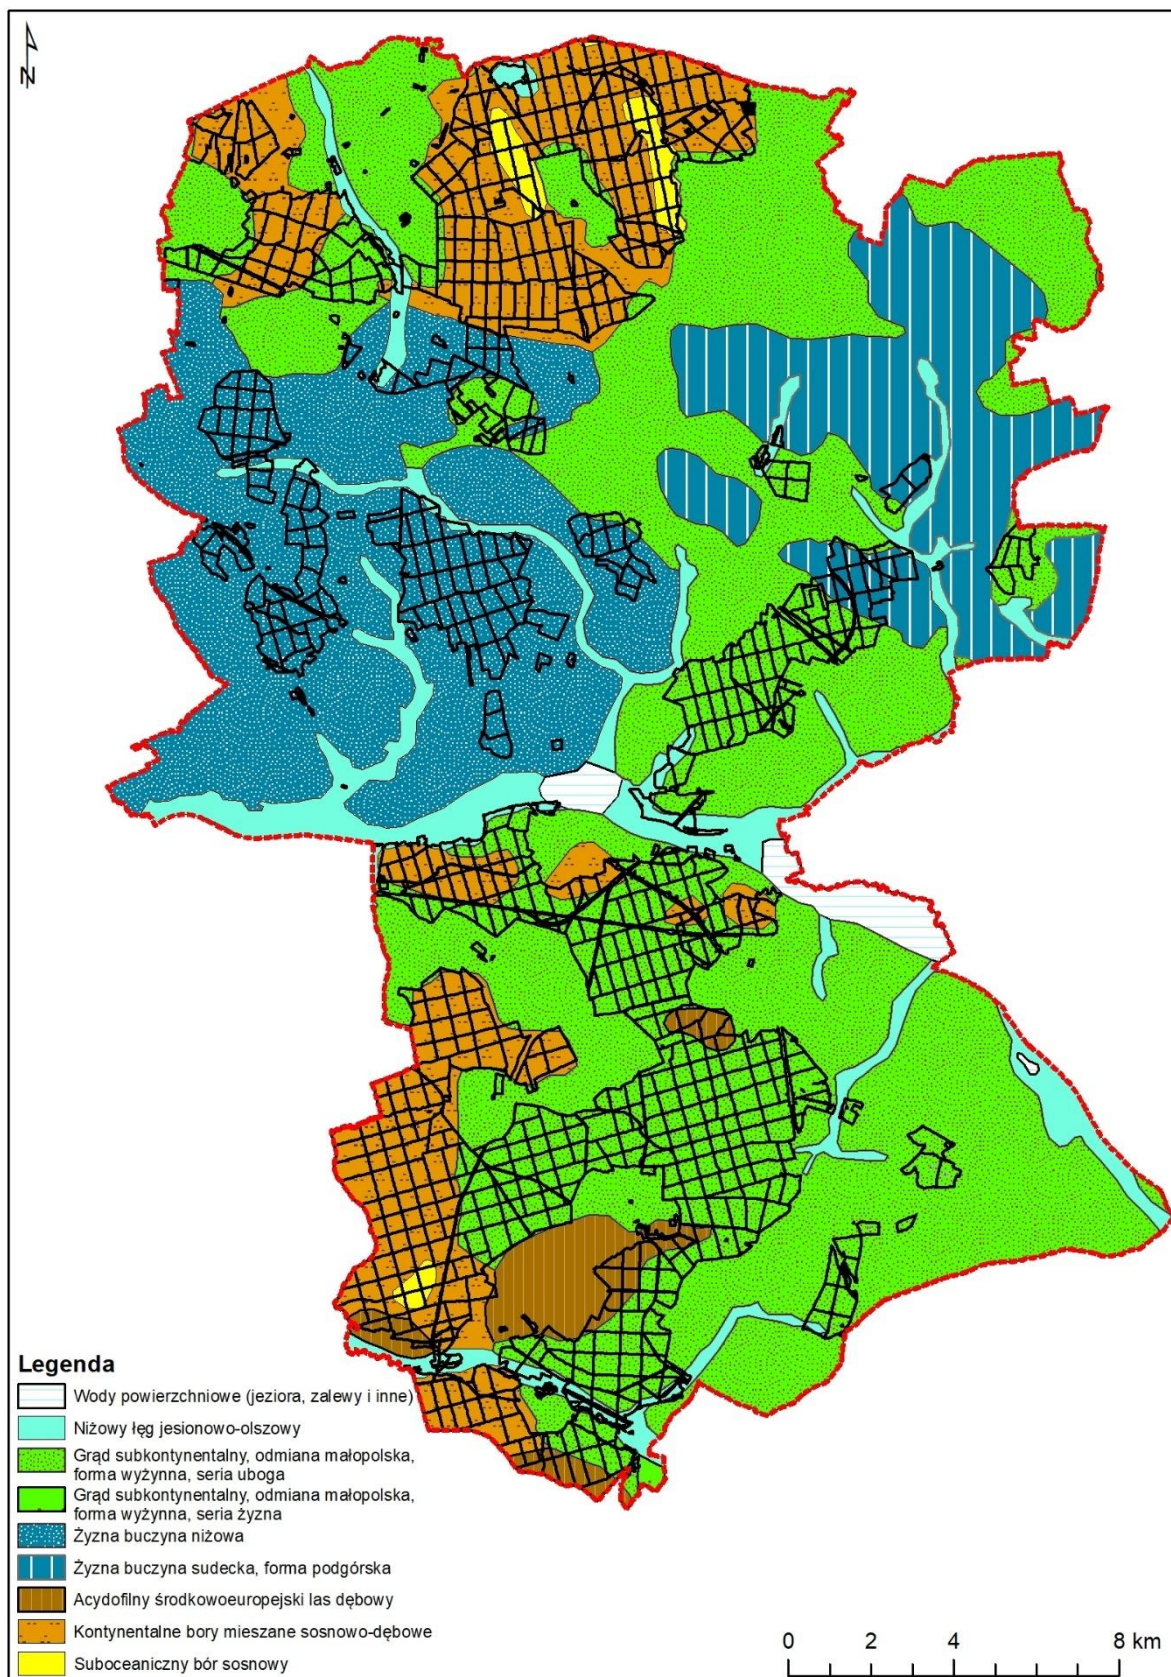 N
Legenda
Wody powierzchniowe (jeziora, zalewy i inne)
Niżowy łęg jesionowo-olszowy
Grąd subkontynentalny, odmiana małopolska,
forma wyżynna, seria uboga
Grąd subkontynentalny, odmiana małopolska,
forma wyżynna, seria żyzna
Żyzna buczyna niżowa
Żyzna buczyna sudecka, forma podgórska
Acydofilny środkowoeuropejski las dębowy
Kontynentalne bory mieszane sosnowo-dębowe
Suboceaniczny bór sosnowy
0 2 4 8 km